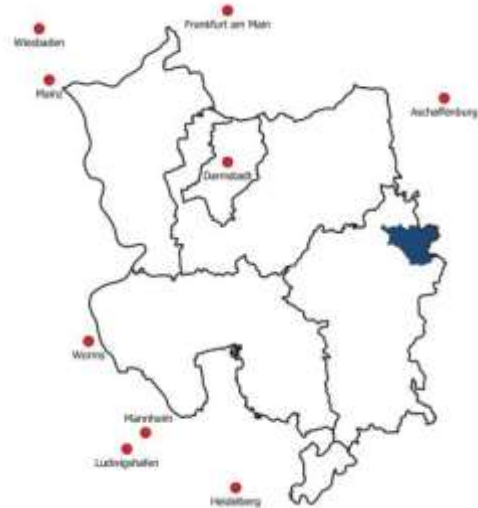 Frankfurt am Main
Wiesbaden
Mainz
Aschaffenburg
Darmstadt
Worms
Mannheim
Ludwigshafen
Heidelberg